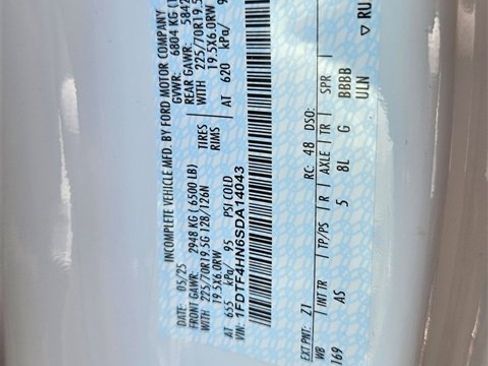 INCOMPLETE VEHICLE MFD. BY FORD MOTOR COMPANY
DATE: 05/25 GVWR: 6804 KG
FRONT GAWR: 2948 KG (6500 LB) REAR GAWR: 5842
WITH 225/70R19.5G 128/126N TIRES WITH 225/70R19.5
19.5X6.0RW RIMS 19.5X6.0RW
AT 655 kPa/ 95 PSI COLD AT 620 kPa/
VIN: 1FDTF4HN6SDA14043
EXT PNT: Z1 RC: 48 DSO:
WB INT TR TP/PS R AXLE TR SPR
169 AS 5 8L G BBBB
ULN
▽ RU